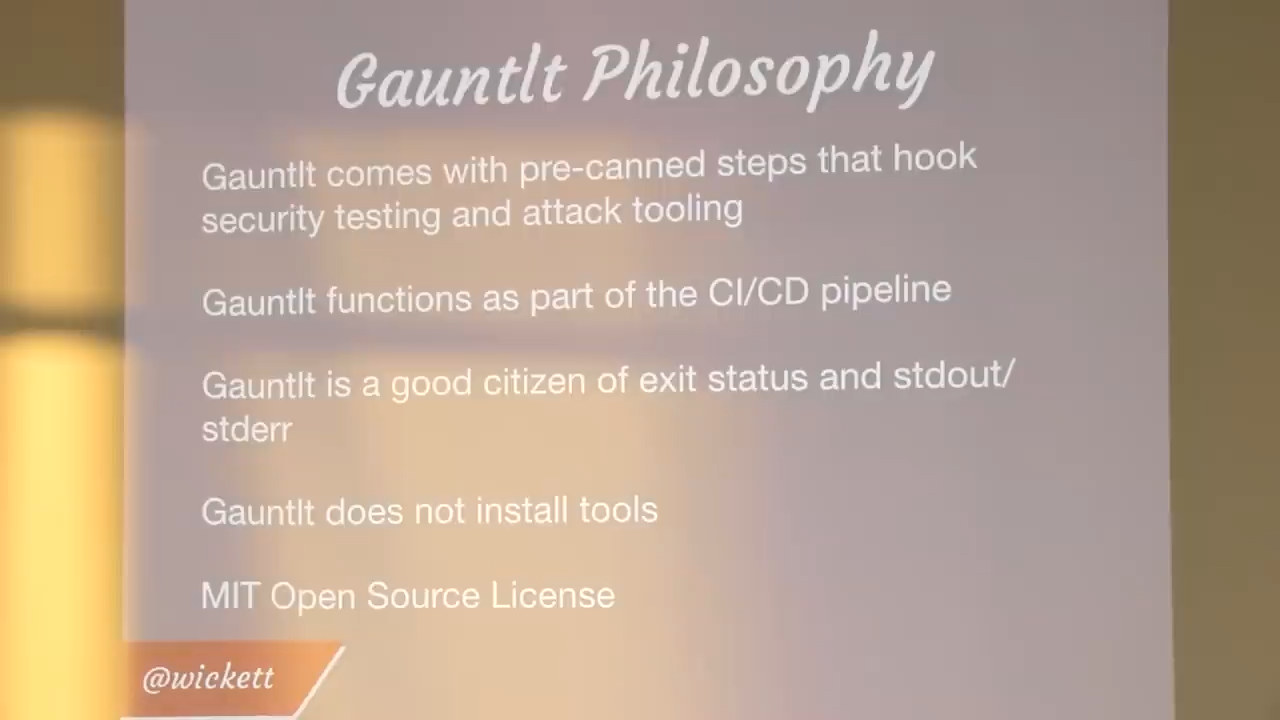 Gauntlt Philosophy
Gauntlt comes with pre-canned steps that hook
security testing and attack tooling
Gauntlt functions as part of the CI/CD pipeline
Gauntlt is a good citizen of exit status and stdout/
stderr
Gauntlt does not install tools
MIT Open Source License
@wickett